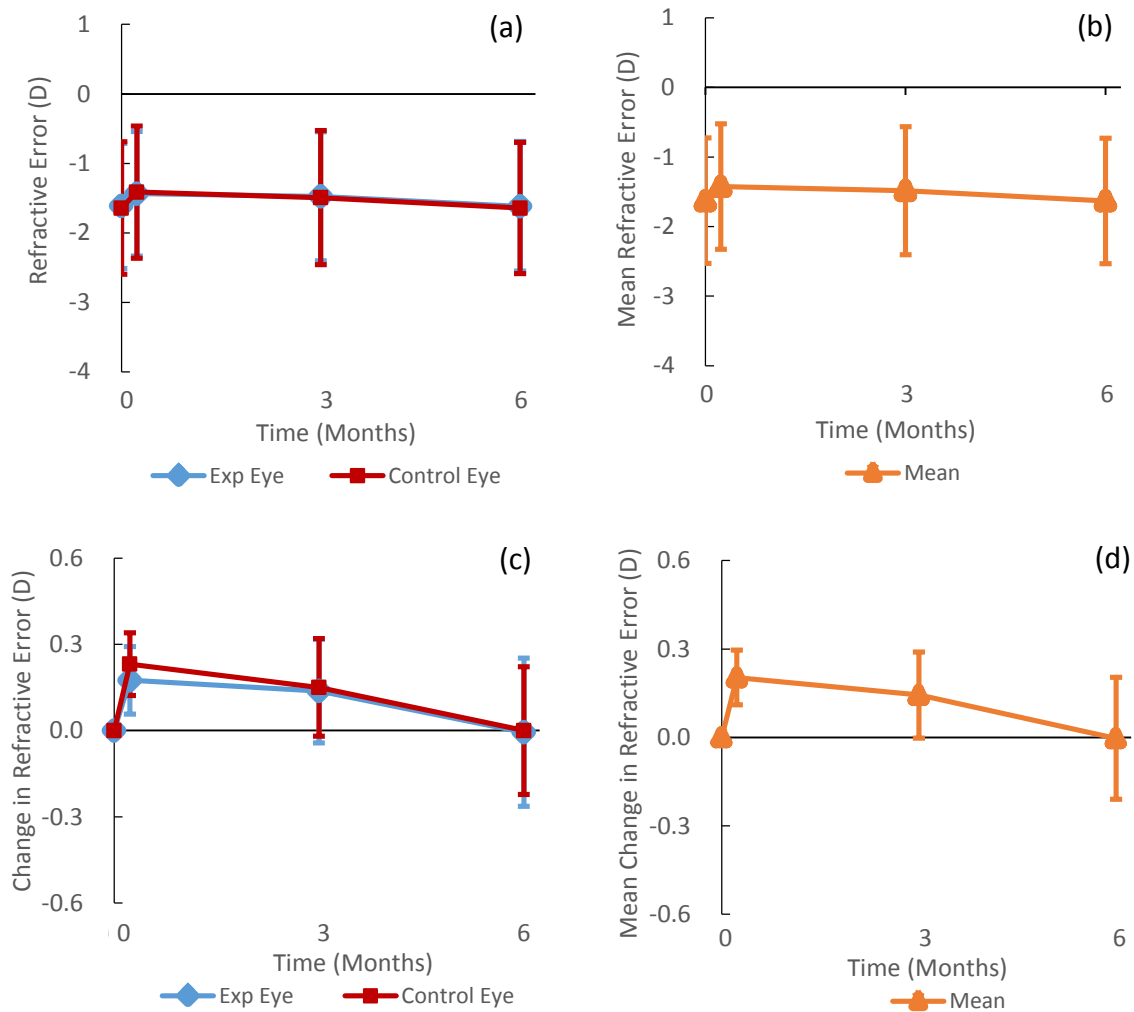 (a)
Refractive Error (D)
1
0
-1
-2
-3
-4
0 3 6
Time (Months)
Exp Eye Control Eye
(b)
Mean Refractive Error (D)
1
0
-1
-2
-3
-4
0 3 6
Time (Months)
Mean
(c)
Change in Refractive Error (D)
0.6
0.3
0.0
-0.3
-0.6
0 3 6
Time (Months)
Exp Eye Control Eye
(d)
Mean Change in Refractive Error (D)
0.6
0.3
0.0
-0.3
-0.6
0 3 6
Time (Months)
Mean